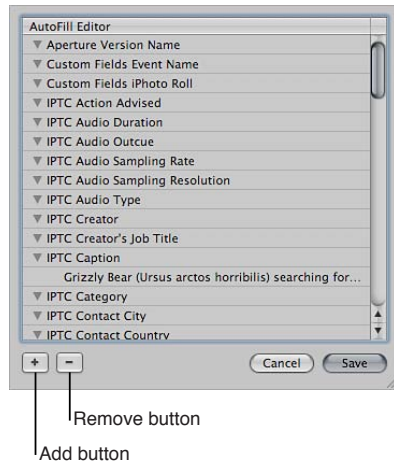 AutoFill Editor
Aperture Version Name
Custom Fields Event Name
Custom Fields iPhoto Roll
IPTC Action Advised
IPTC Audio Duration
IPTC Audio Outcue
IPTC Audio Sampling Rate
IPTC Audio Sampling Resolution
IPTC Audio Type
IPTC Creator
IPTC Creator's Job Title
IPTC Caption
Grizzly Bear (Ursus arctos horribilis) searching for...
IPTC Category
IPTC Contact City
IPTC Contact Country
+ − Cancel Save
Remove button
Add button